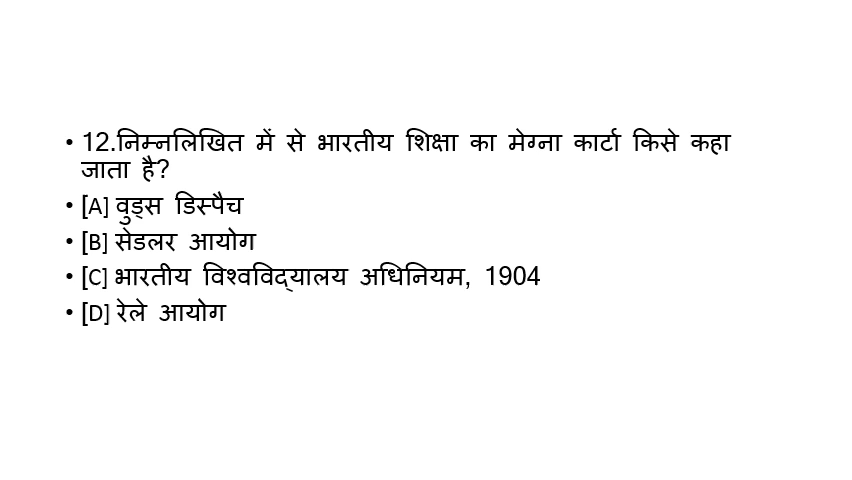 • 12.निम्नलिखित में से भारतीय शिक्षा का मेग्ना कार्टा किसे कहा
जाता है?
• [A] वुड्स डिस्पैच
• [B] सेडलर आयोग
• [C] भारतीय विश्वविद्यालय अधिनियम, 1904
• [D] रेले आयोग